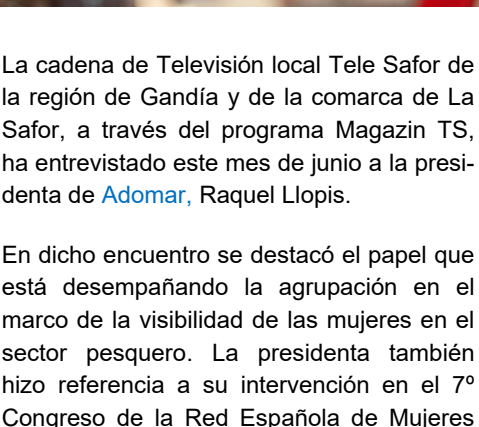 La cadena de Televisión local Tele Safor de
la región de Gandía y de la comarca de La
Safor, a través del programa Magazin TS,
ha entrevistado este mes de junio a la presi-
denta de Adomar, Raquel Llopis.
En dicho encuentro se destacó el papel que
está desempañando la agrupación en el
marco de la visibilidad de las mujeres en el
sector pesquero. La presidenta también
hizo referencia a su intervención en el 7º
Congreso de la Red Española de Mujeres